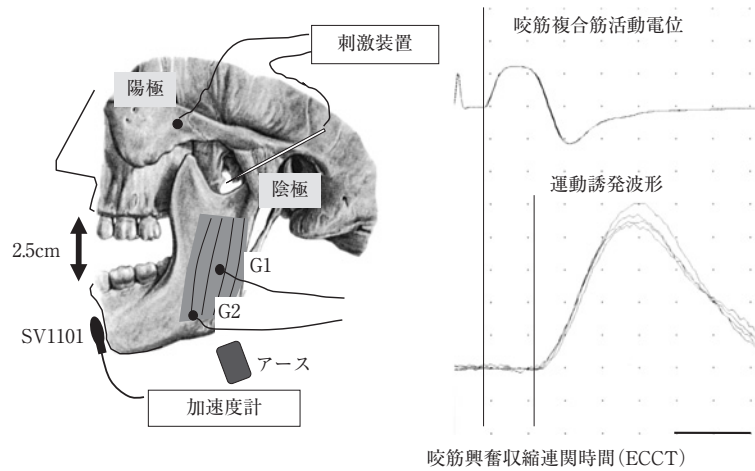 刺激装置
陽極
陰極
2.5cm
G1
G2
SV1101
アース
加速度計
咬筋複合筋活動電位
運動誘発波形
咬筋興奮収縮連関時間(ECCT)